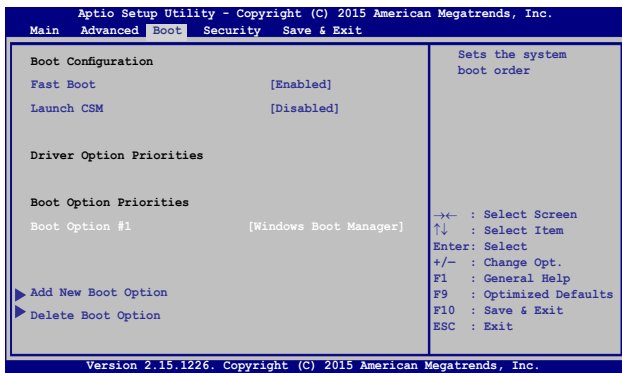 Aptio Setup Utility - Copyright (C) 2015 American Megatrends, Inc.
Main Advanced Boot Security Save & Exit
Boot Configuration
Fast Boot [Enabled]
Launch CSM [Disabled]
Driver Option Priorities
Boot Option Priorities
Boot Option #1 [Windows Boot Manager]
Add New Boot Option
Delete Boot Option
Sets the system
boot order
→← : Select Screen
↑↓ : Select Item
Enter: Select
+/— : Change Opt.
F1 : General Help
F9 : Optimized Defaults
F10 : Save & Exit
ESC : Exit
Version 2.15.1226. Copyright (C) 2015 American Megatrends, Inc.